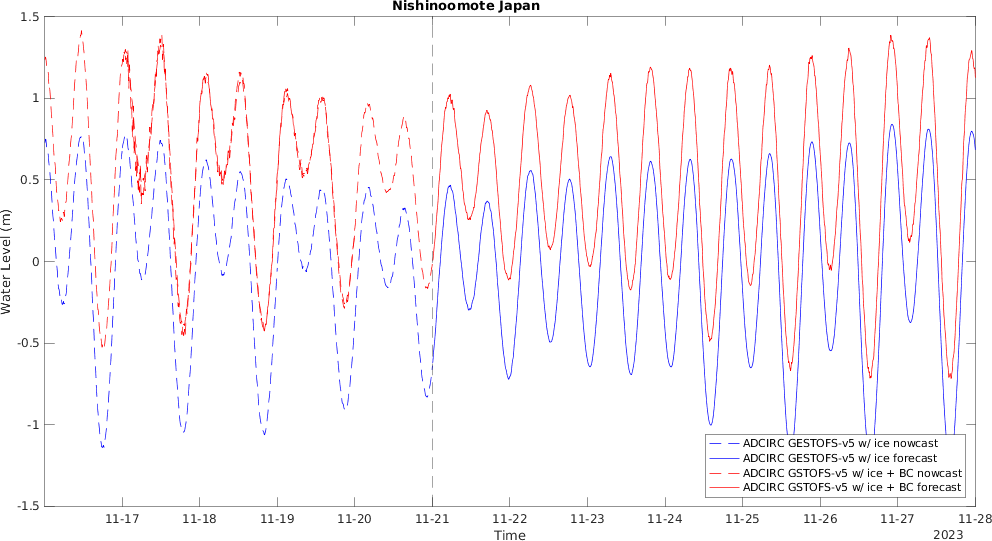 Nishinoomote Japan
1.5
1
0.5
0
-0.5
-1
-1.5
Water Level (m)
ADCIRC GESTOFS-v5 w/ ice nowcast
ADCIRC GESTOFS-v5 w/ ice forecast
ADCIRC GSTOFS-v5 w/ ice + BC nowcast
ADCIRC GSTOFS-v5 w/ ice + BC forecast
11-17 11-18 11-19 11-20 11-21 11-22 11-23 11-24 11-25 11-26 11-27 11-28
Time
2023